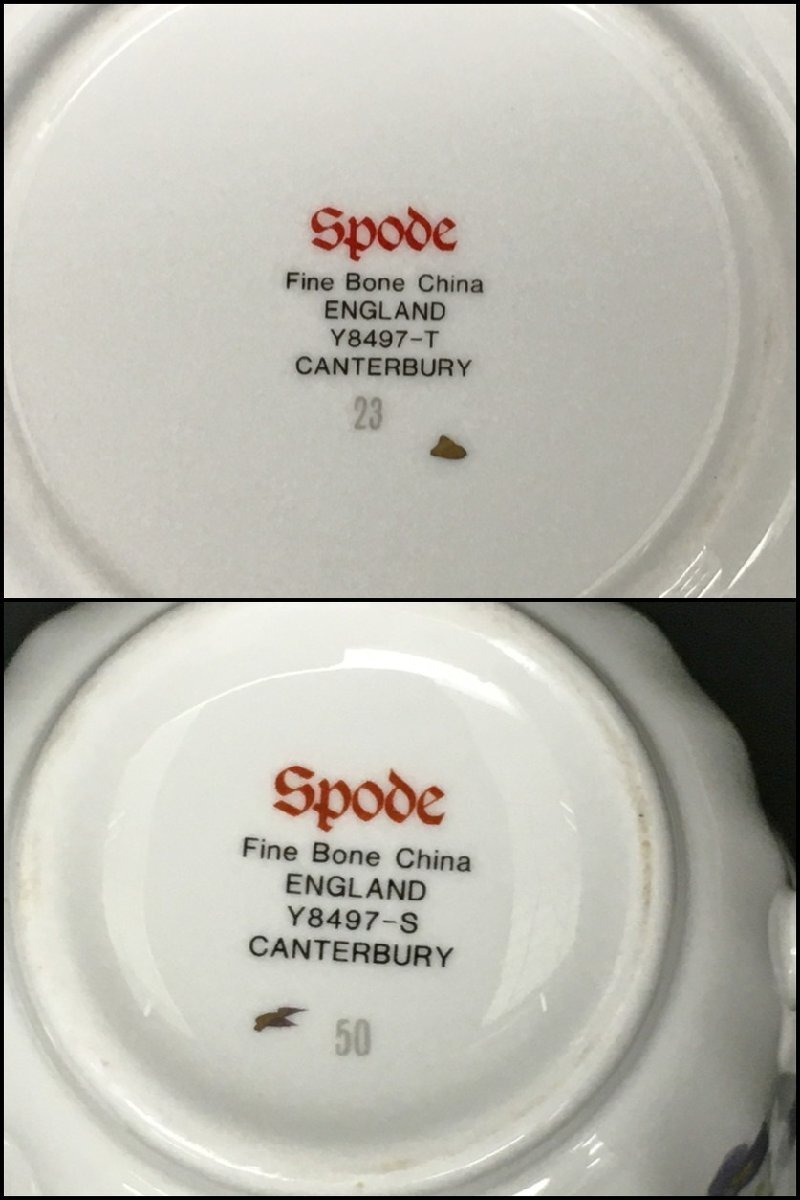 Spode
Fine Bone China
ENGLAND
Y8497-T
CANTERBURY
23
Spode
Fine Bone China
ENGLAND
Y8497-S
CANTERBURY
50